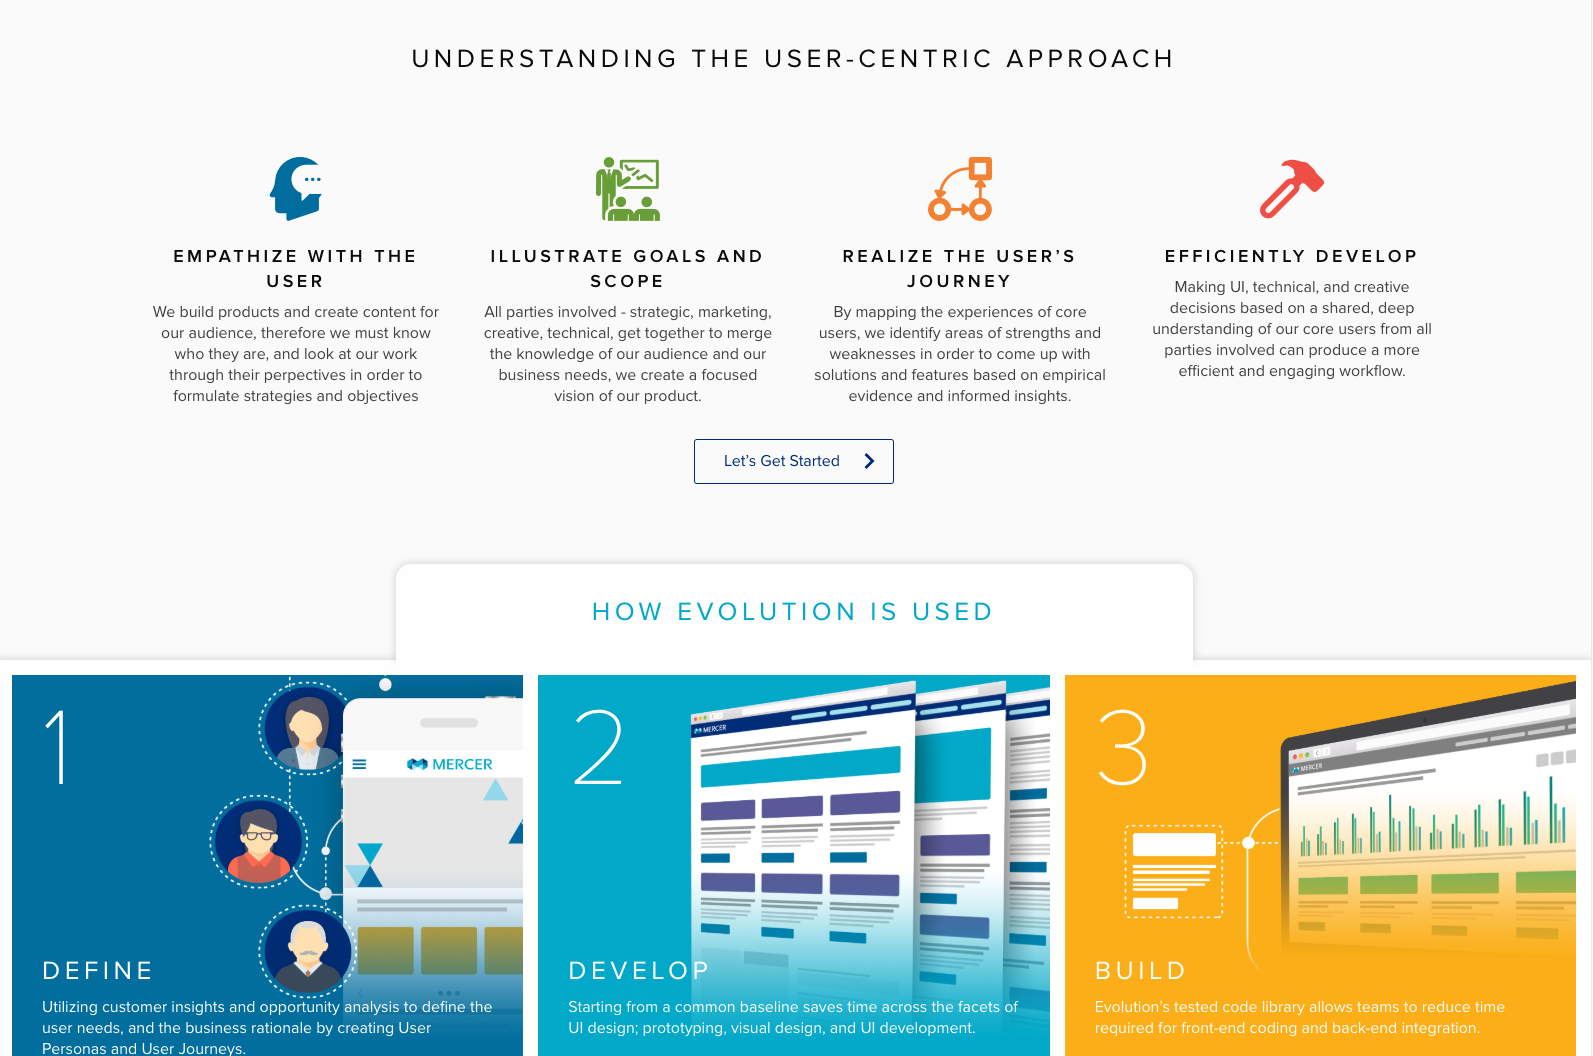 UNDERSTANDING THE USER-CENTRIC APPROACH
EMPATHIZE WITH THE
USER
We build products and create content for
our audience, therefore we must know
who they are, and look at our work
through their perpectives in order to
formulate strategies and objectives
ILLUSTRATE GOALS AND
SCOPE
All parties involved - strategic, marketing,
creative, technical, get together to merge
the knowledge of our audience and our
business needs, we create a focused
vision of our product.
REALIZE THE USER’S
JOURNEY
By mapping the experiences of core
users, we identify areas of strengths and
weaknesses in order to come up with
solutions and features based on empirical
evidence and informed insights.
EFFICIENTLY DEVELOP
Making UI, technical, and creative
decisions based on a shared, deep
understanding of our core users from all
parties involved can produce a more
efficient and engaging workflow.
Let’s Get Started
HOW EVOLUTION IS USED
1
MERCER
DEFINE
Utilizing customer insights and opportunity analysis to define the
user needs, and the business rationale by creating User
Personas and User Journeys.
2
MERCER
DEVELOP
Starting from a common baseline saves time across the facets of
UI design; prototyping, visual design, and UI development.
3
MERCER
BUILD
Evolution’s tested code library allows teams to reduce time
required for front-end coding and back-end integration.